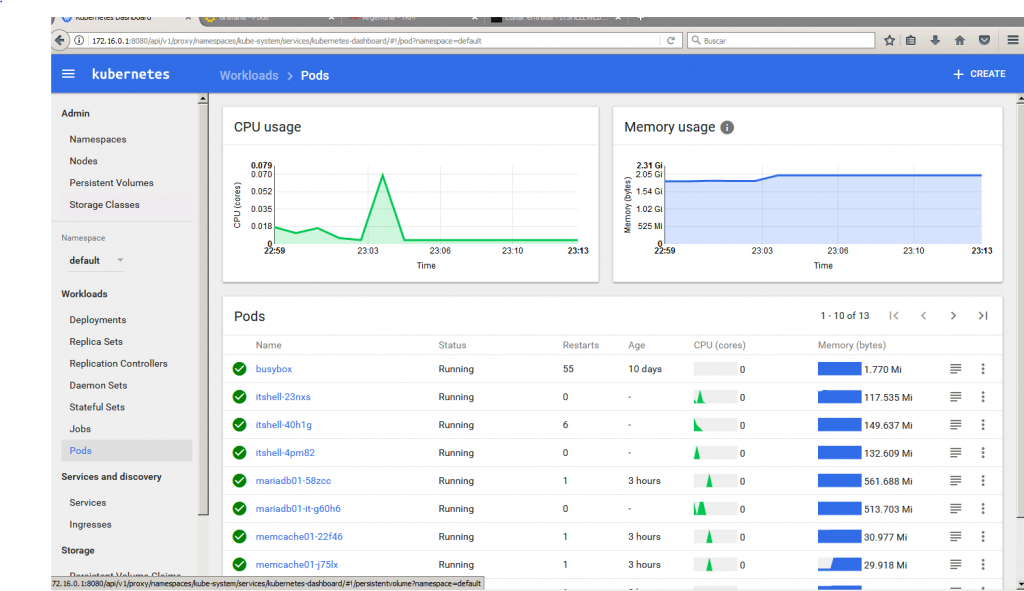 Kubernetes Dashboard
Grafana - Pods
172.16.0.1:8080/api/v1/proxy/namespaces/kube-system/services/kubernetes-dashboard/#!/pod?namespace=default
Buscar
kubernetes
Workloads > Pods
+ CREATE
Admin
Namespaces
Nodes
Persistent Volumes
Storage Classes
Namespace
default
Workloads
Deployments
Replica Sets
Replication Controllers
Daemon Sets
Stateful Sets
Jobs
Pods
Services and discovery
Services
Ingresses
Storage
Persistent Volume Claims
CPU usage
CPU (cores)
0.079
0.070
0.052
0.035
0.018
0
22:59 23:03 23:06 23:10 23:13
Time
Memory usage
Memory (bytes)
2.31 Gi
2.05 Gi
1.54 Gi
1.02 Gi
525 Mi
0
22:59 23:03 23:06 23:10 23:13
Time
Pods
1 - 10 of 13
Name Status Restarts Age CPU (cores) Memory (bytes)
busybox Running 55 10 days 0 1.770 Mi
itshell-23nxs Running 0 - 0 117.535 Mi
itshell-40h1g Running 6 - 0 149.637 Mi
itshell-4pm82 Running 0 - 0 132.609 Mi
mariadb01-58zcc Running 1 3 hours 0 561.688 Mi
mariadb01-it-g60h6 Running 0 - 0 513.703 Mi
memcache01-22f46 Running 1 3 hours 0 30.977 Mi
memcache01-j75lx Running 1 3 hours 0 29.918 Mi
72.16.0.1:8080/api/v1/proxy/namespaces/kube-system/services/kubernetes-dashboard/#!/persistentvolume?namespace=default